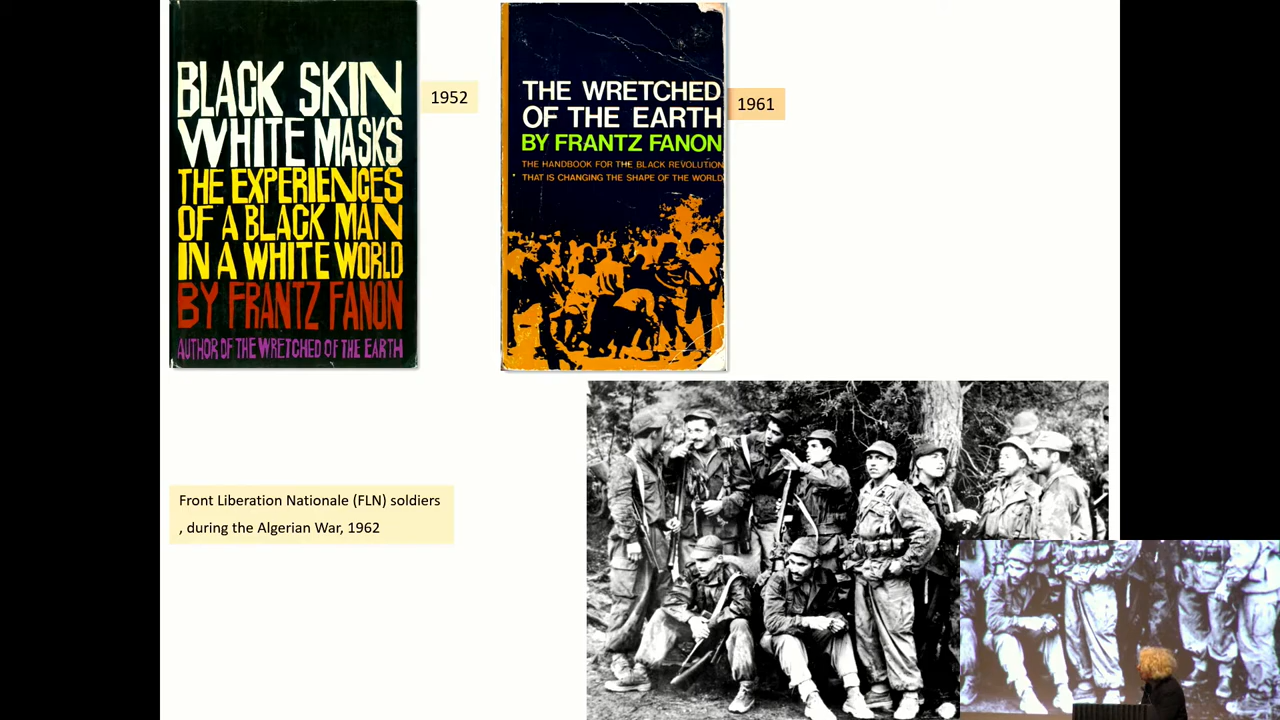 BLACK SKIN
WHITE MASKS
THE EXPERIENCES
OF A BLACK MAN
IN A WHITE WORLD
BY FRANTZ FANON
AUTHOR OF THE WRETCHED OF THE EARTH
1952
THE WRETCHED
OF THE EARTH
BY FRANTZ FANON
THE HANDBOOK FOR THE BLACK REVOLUTION
THAT IS CHANGING THE SHAPE OF THE WORLD
1961
Front Liberation Nationale (FLN) soldiers
, during the Algerian War, 1962